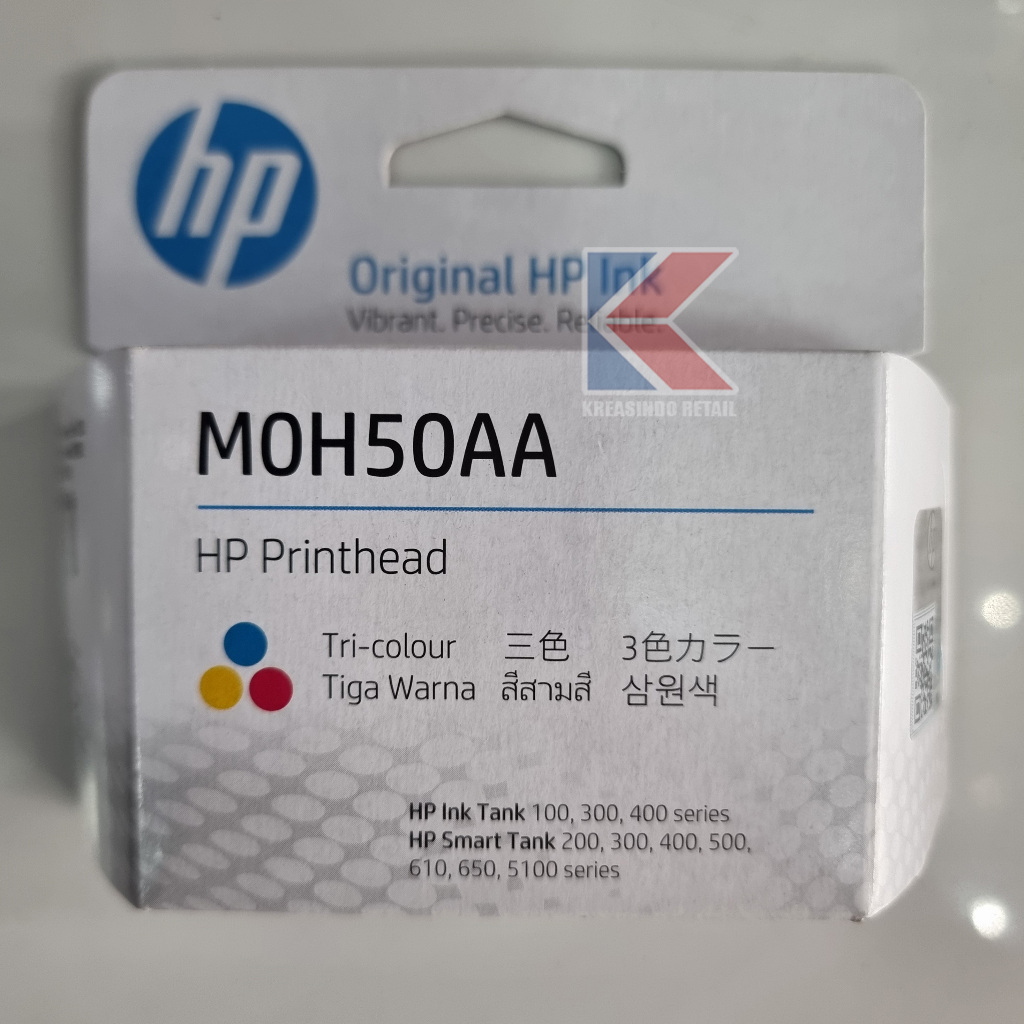 hp
Original HP Ink
Vibrant. Precise. Reliable.
KREASINDO RETAIL
M0H50AA
HP Printhead
Tri-colour 三色 3色カラー
Tiga Warna สีสามสี 삼원색
HP Ink Tank 100, 300, 400 series
HP Smart Tank 200, 300, 400, 500,
610, 650, 5100 series